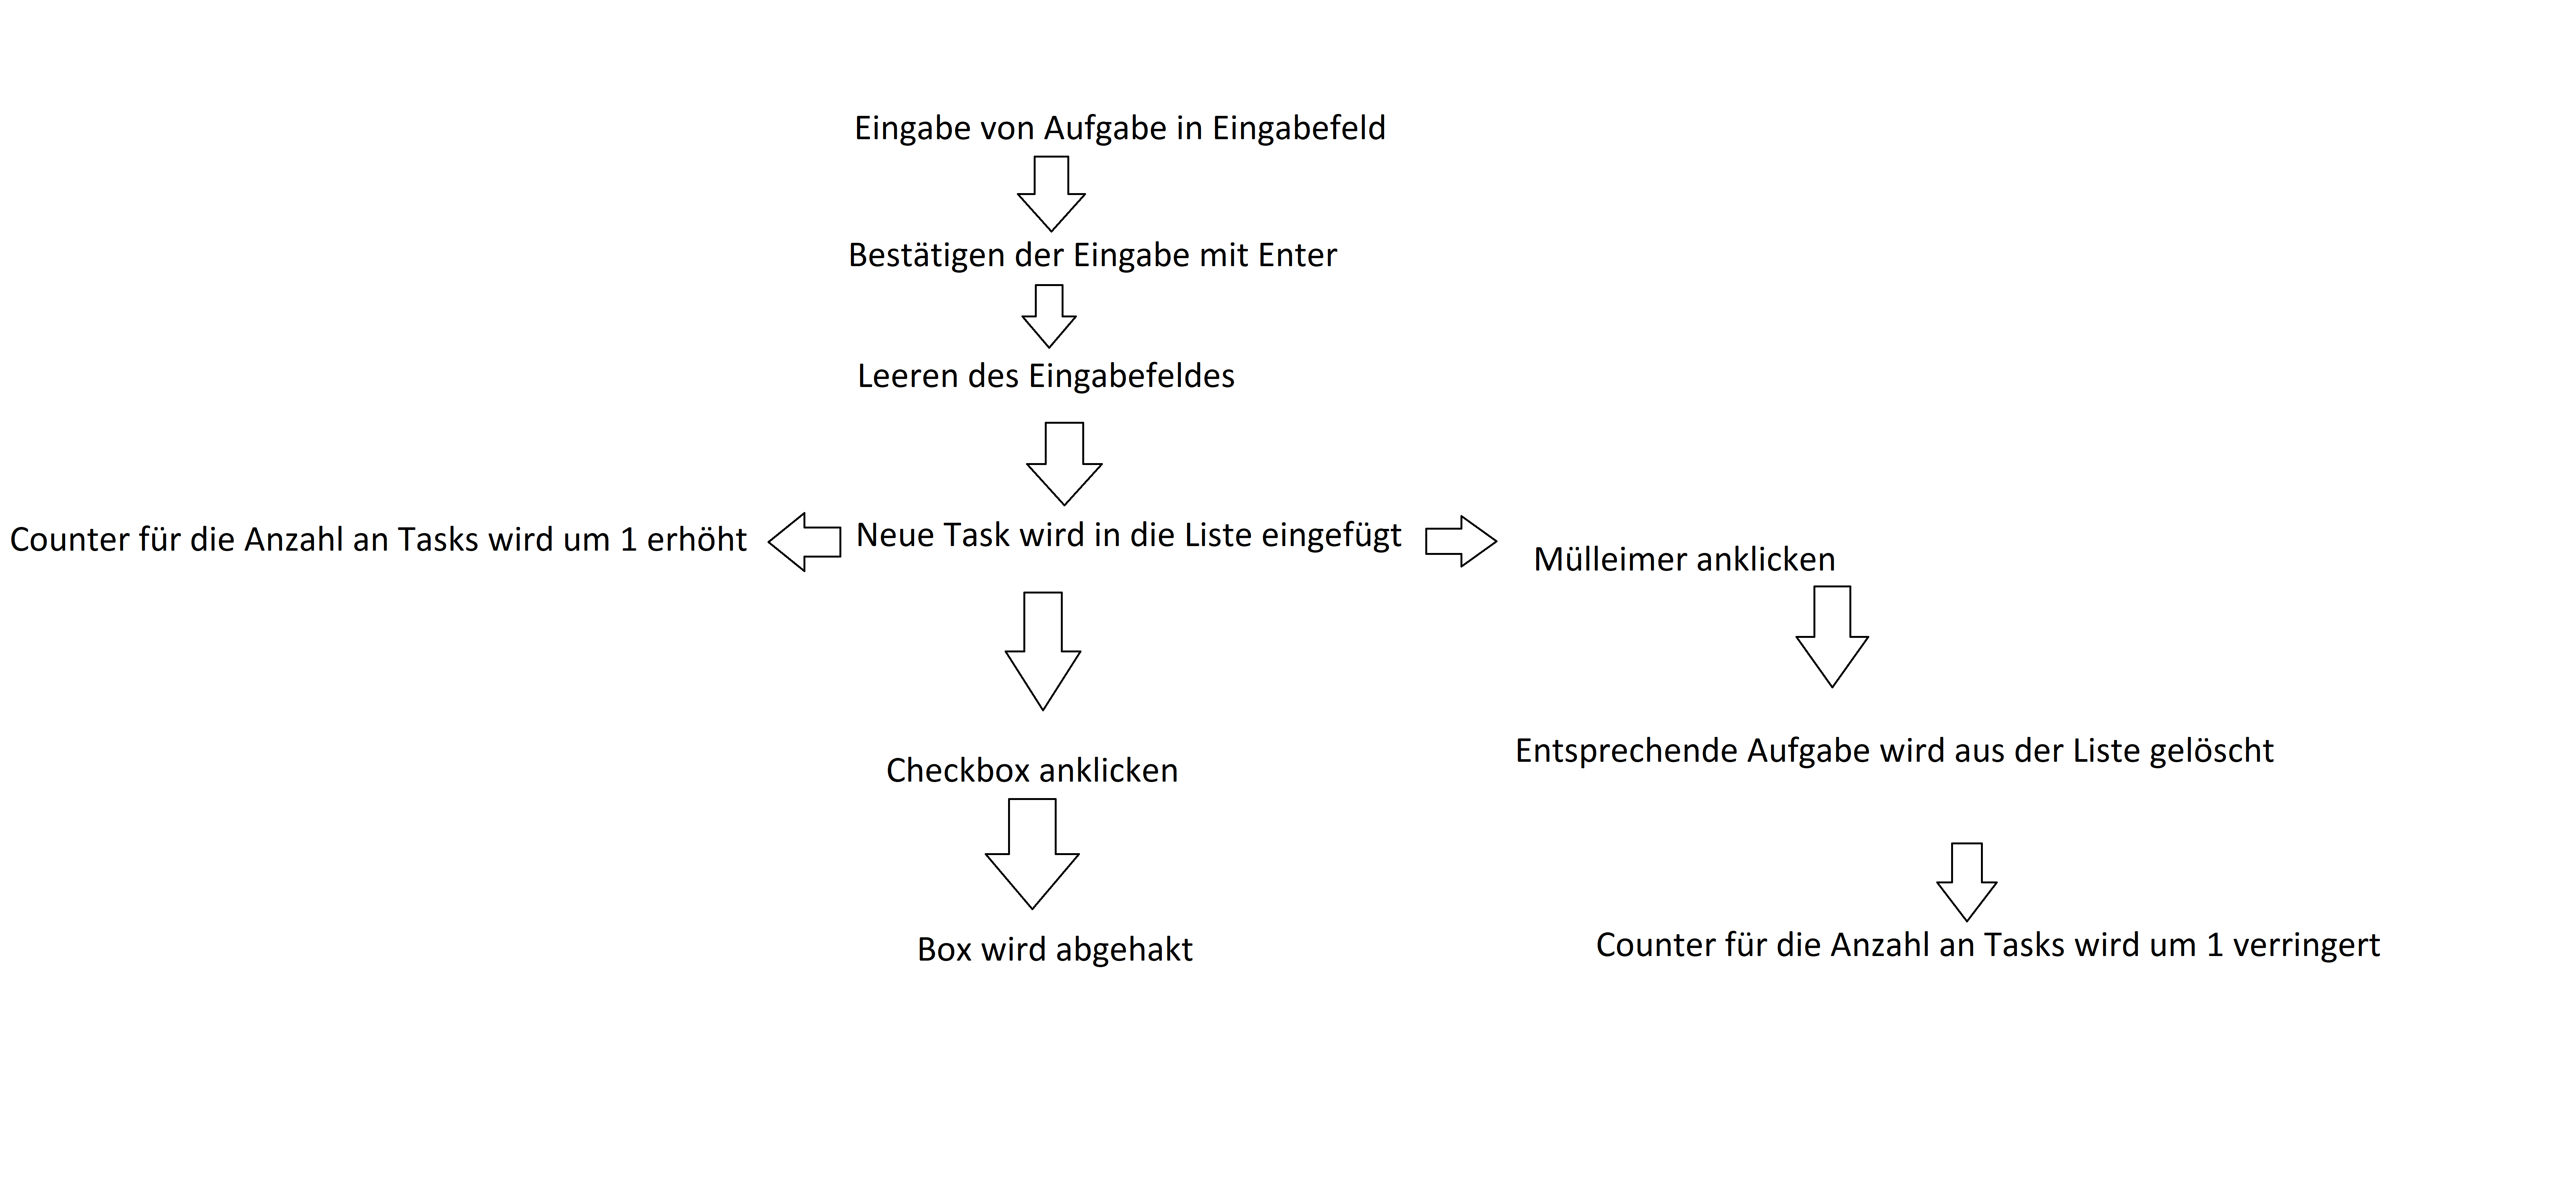 Eingabe von Aufgabe in Eingabefeld
Bestätigen der Eingabe mit Enter
Leeren des Eingabefeldes
Counter für die Anzahl an Tasks wird um 1 erhöht
Neue Task wird in die Liste eingefügt
Mülleimer anklicken
Entsprechende Aufgabe wird aus der Liste gelöscht
Checkbox anklicken
Box wird abgehakt
Counter für die Anzahl an Tasks wird um 1 verringert